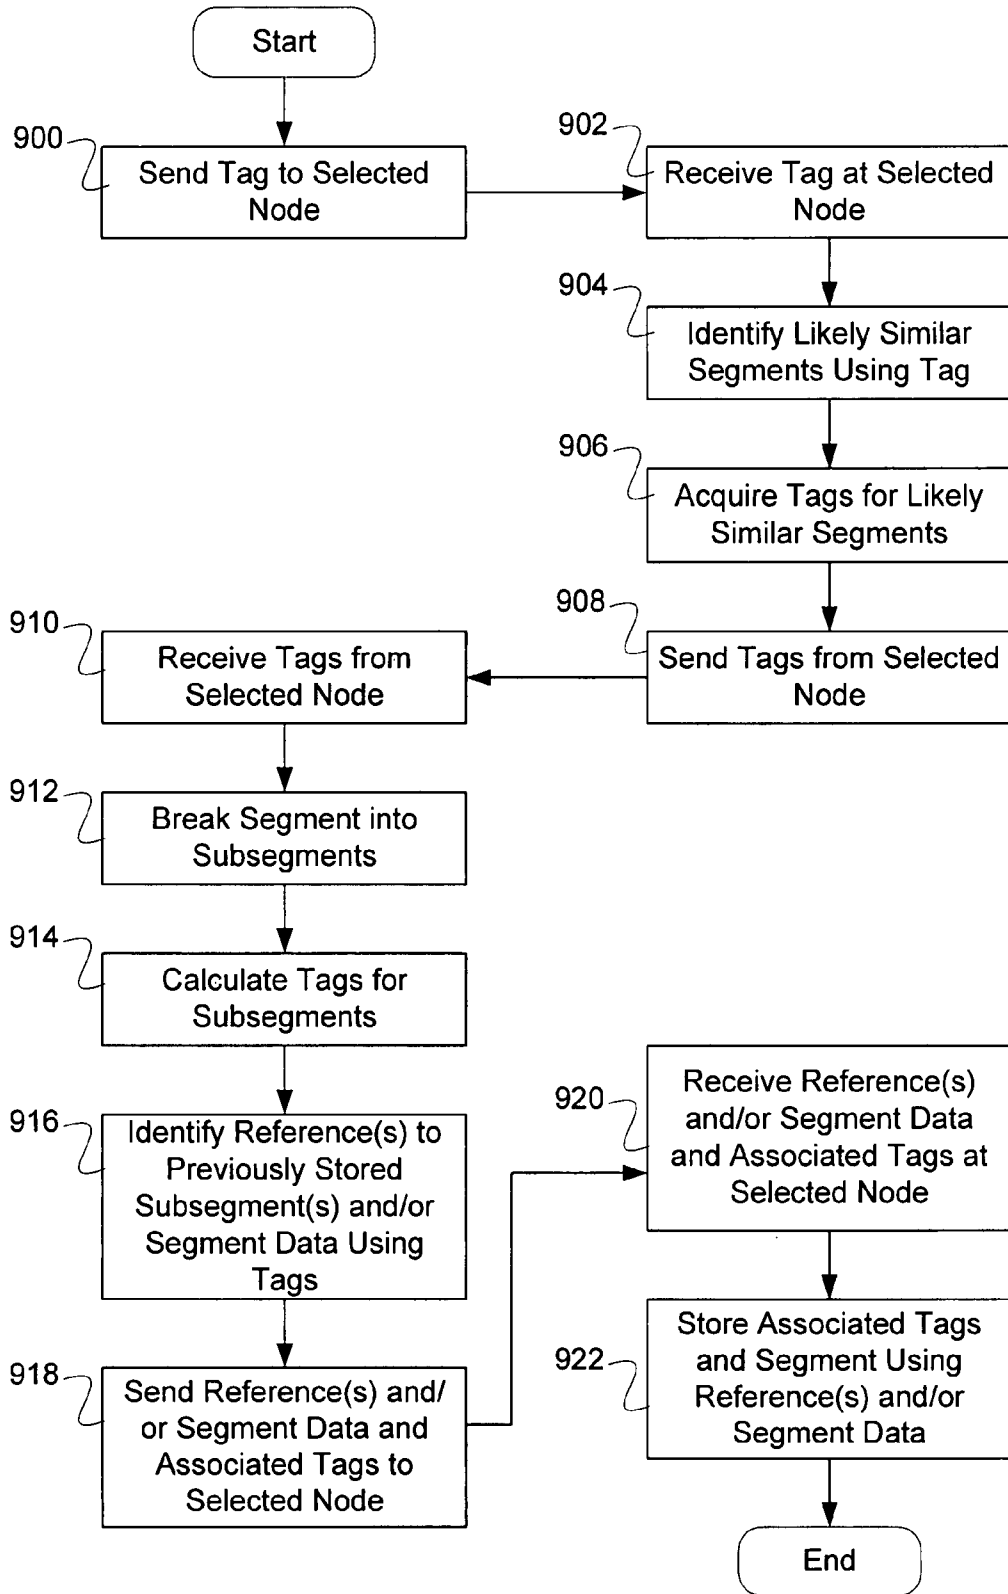 Start
900
Send Tag to Selected
Node
902
Receive Tag at Selected
Node
904
Identify Likely Similar
Segments Using Tag
906
Acquire Tags for Likely
Similar Segments
908
Send Tags from Selected
Node
910
Receive Tags from
Selected Node
912
Break Segment into
Subsegments
914
Calculate Tags for
Subsegments
916
Identify Reference(s) to
Previously Stored
Subsegment(s) and/or
Segment Data Using
Tags
918
Send Reference(s) and/
or Segment Data and
Associated Tags to
Selected Node
920
Receive Reference(s)
and/or Segment Data
and Associated Tags at
Selected Node
922
Store Associated Tags
and Segment Using
Reference(s) and/or
Segment Data
End